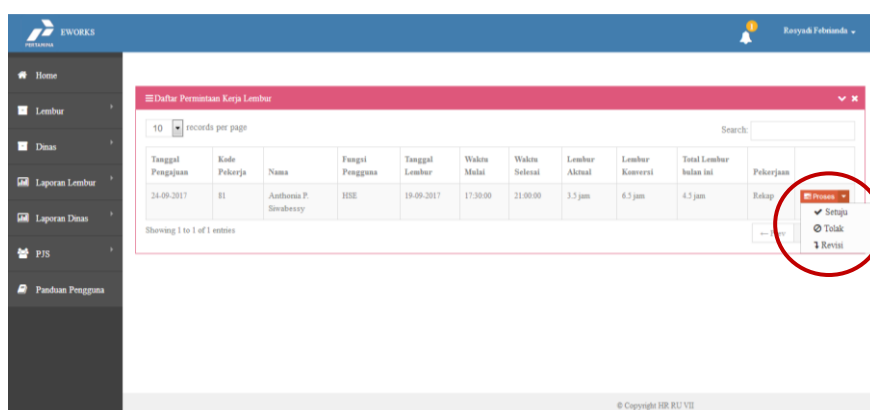 EWORKS
PERTAMINA
1
Rosyadi Febrianda
Home
Lembur
Dinas
Laporan Lembur
Laporan Dinas
PJS
Panduan Pengguna
Daftar Permintaan Kerja Lembur
10 records per page
Search:
Tanggal Pengajuan Kode Pekerja Nama Fungsi Pengguna Tanggal Lembur Waktu Mulai Waktu Selesai Lembur Aktual Lembur Konversi Total Lembur bulan ini Pekerjaan
24-09-2017 81 Anthonia P. Siwabessy HSE 19-09-2017 17:30:00 21:00:00 3.5 jam 6.5 jam 4.5 jam Rekap Proses
Setuju
Tolak
Revisi
Showing 1 to 1 of 1 entries
© Copyright HR RU VII